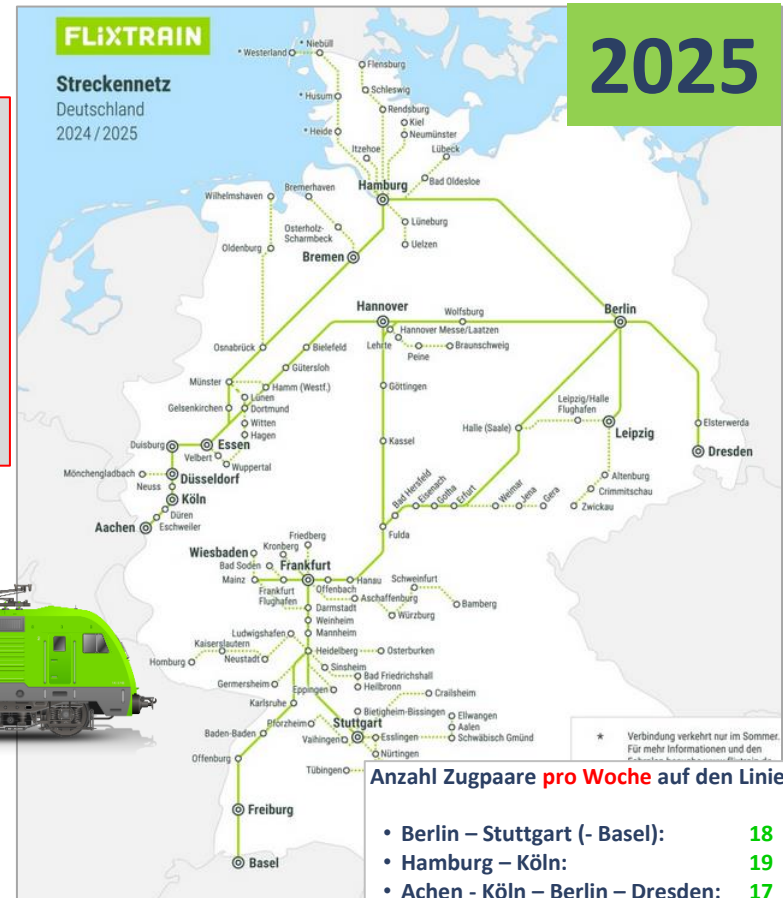 FLiXTRAIN
2025
Streckennetz
Deutschland
2024 / 2025
* Westerland
* Niebüll
Flensburg
* Husum
Schleswig
Rendsburg
* Heide
Kiel
Neumünster
Itzehoe
Lübeck
Wilhelmshaven
Bremerhaven
Hamburg
Bad Oldesloe
Osterholz-
Scharmbeck
Lüneburg
Oldenburg
Uelzen
Bremen
Hannover
Wolfsburg
Berlin
Hannover Messe/Laatzen
Osnabrück
Bielefeld
Lehrte
Braunschweig
Peine
Gütersloh
Münster
Hamm (Westf.)
Göttingen
Lünen
Leipzig/Halle
Flughafen
Gelsenkirchen
Dortmund
Witten
Halle (Saale)
Elsterwerda
Hagen
Leipzig
Duisburg
Essen
Kassel
Dresden
Velbert
Wuppertal
Mönchengladbach
Düsseldorf
Neuss
Altenburg
Köln
Bad Hersfeld
Eisenach
Gotha
Erfurt
Weimar
Jena
Gera
Crimmitschau
Zwickau
Düren
Aachen
Eschweiler
Fulda
Friedberg
Wiesbaden
Kronberg
Bad Soden
Frankfurt
Mainz
Frankfurt
Flughafen
Offenbach
Hanau
Schweinfurt
Aschaffenburg
Bamberg
Darmstadt
Würzburg
Weinheim
Ludwigshafen
Mannheim
Kaiserslautern
Heidelberg
Osterburken
Homburg
Neustadt
Sinsheim
Bad Friedrichshall
Germersheim
Eppingen
Heilbronn
Crailsheim
Karlsruhe
Bietigheim-Bissingen
Ellwangen
Pforzheim
Stuttgart
Aalen
Baden-Baden
Vaihingen
Esslingen
Schwäbisch Gmünd
Offenburg
Nürtingen
Tübingen
Freiburg
Basel
* Verbindung verkehrt nur im Sommer.
Für mehr Informationen und den
Anzahl Zugpaare pro Woche auf den Linie
• Berlin – Stuttgart (- Basel): 18
• Hamburg – Köln: 19
• Achen - Köln – Berlin – Dresden: 17